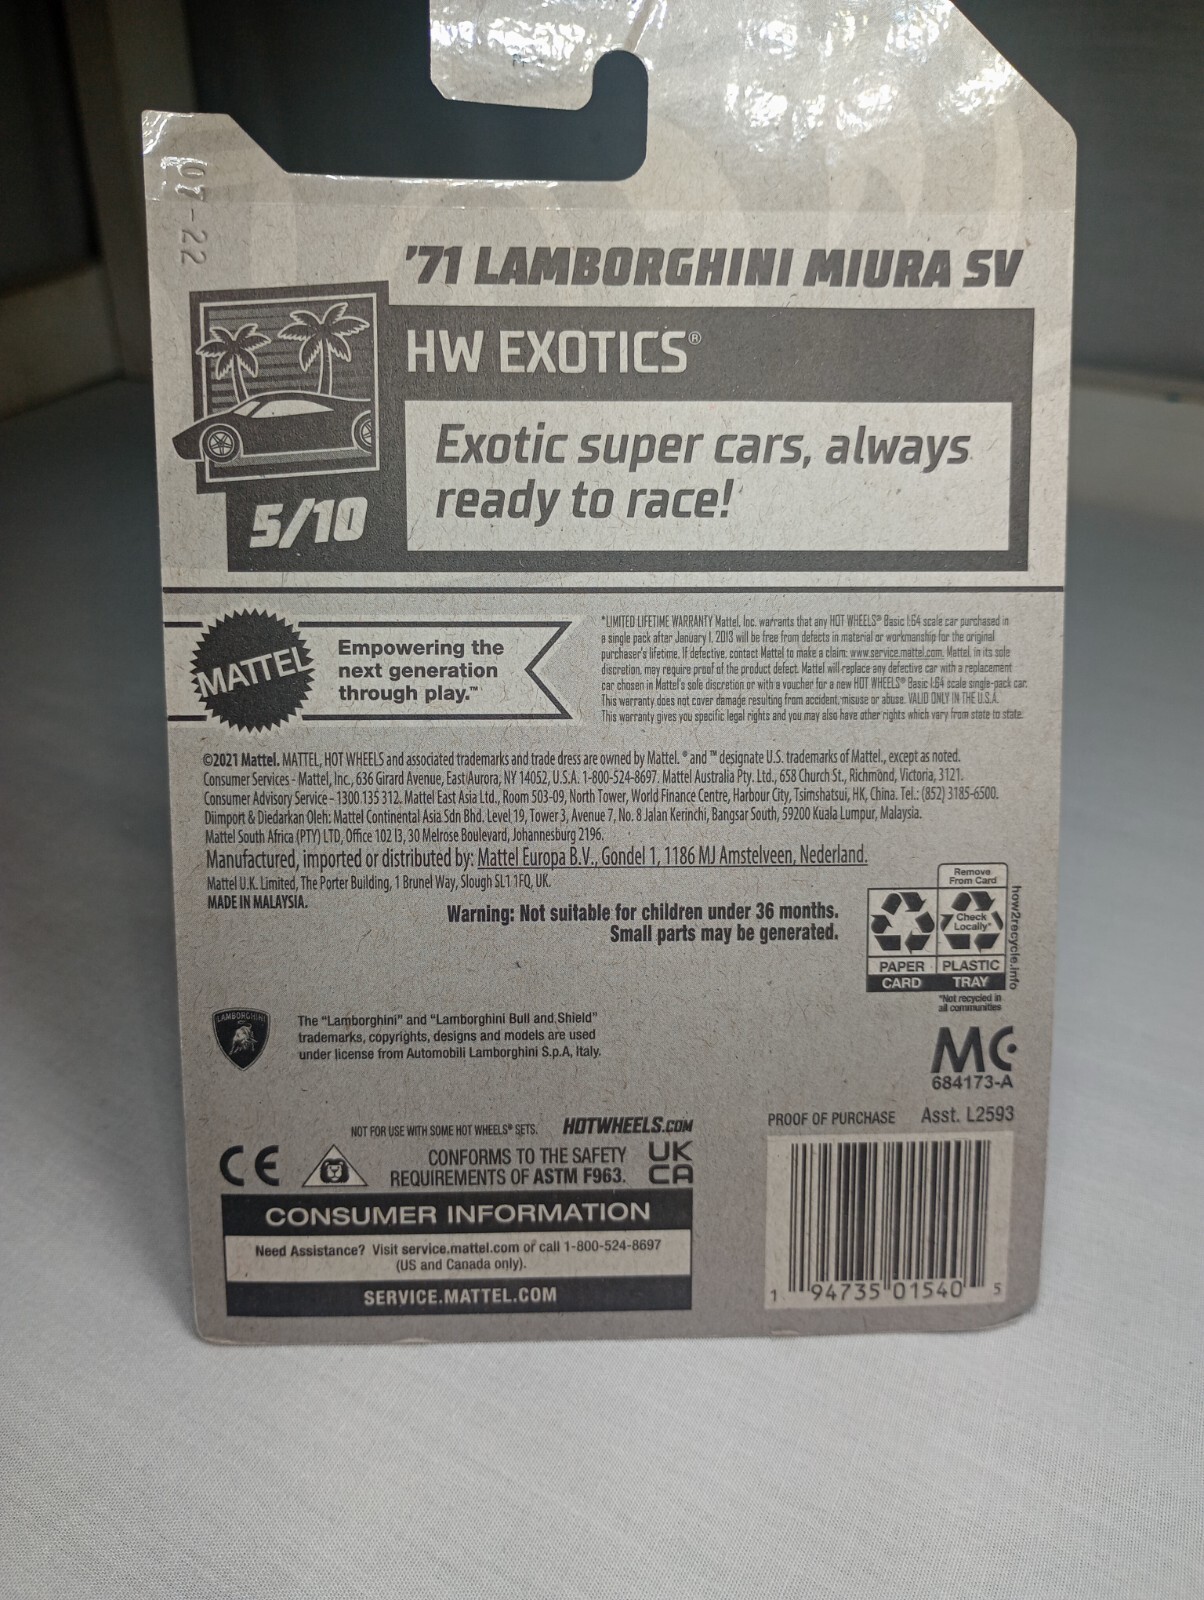 07-22
'71 LAMBORGHINI MIURA SV
HW EXOTICS®
Exotic super cars, always
ready to race!
5/10
MATTEL
Empowering the
next generation
through play.™
*LIMITED LIFETIME WARRANTY Mattel, Inc. warrants that any HOT WHEELS® Basic 1:64 scale car purchased in
a single pack after January 1, 2013 will be free from defects in material or workmanship for the original
purchaser's lifetime. If defective, contact Mattel to make a claim: www.service.mattel.com. Mattel, in its sole
discretion, may require proof of the product defect. Mattel will replace any defective car with a replacement
car chosen in Mattel's sole discretion or with a voucher for a new HOT WHEELS® Basic 1:64 scale single-pack car.
This warranty does not cover damage resulting from accident, misuse or abuse. VALID ONLY IN THE U.S.A.
This warranty gives you specific legal rights and you may also have other rights which vary from state to state.
©2021 Mattel. MATTEL, HOT WHEELS and associated trademarks and trade dress are owned by Mattel. ® and ™ designate U.S. trademarks of Mattel., except as noted.
Consumer Services - Mattel, Inc., 636 Girard Avenue, East Aurora, NY 14052, U.S.A. 1-800-524-8697. Mattel Australia Pty. Ltd., 658 Church St., Richmond, Victoria, 3121.
Consumer Advisory Service - 1300 135 312. Mattel East Asia Ltd., Room 503-09, North Tower, World Finance Centre, Harbour City, Tsimshatsui, HK, China. Tel.: (852) 3185-6500.
Diimport & Diedarkan Oleh: Mattel Continental Asia Sdn Bhd. Level 19, Tower 3, Avenue 7, No. 8 Jalan Kerinchi, Bangsar South, 59200 Kuala Lumpur, Malaysia.
Mattel South Africa (PTY) LTD, Office 102 I3, 30 Melrose Boulevard, Johannesburg 2196.
Manufactured, imported or distributed by: Mattel Europa B.V., Gondel 1, 1186 MJ Amstelveen, Nederland.
Mattel U.K. Limited, The Porter Building, 1 Brunel Way, Slough SL1 1FQ, UK.
MADE IN MALAYSIA.
Warning: Not suitable for children under 36 months.
Small parts may be generated.
Remove
From Card
Check
Locally*
PAPER PLASTIC
CARD TRAY
how2recycle.info
*Not recycled in
all communities
LAMBORGHINI
The "Lamborghini" and "Lamborghini Bull and Shield"
trademarks, copyrights, designs and models are used
under license from Automobili Lamborghini S.p.A, Italy.
MC
684173-A
NOT FOR USE WITH SOME HOT WHEELS® SETS. HOTWHEELS.COM
PROOF OF PURCHASE Asst. L2593
CE
CONFORMS TO THE SAFETY
REQUIREMENTS OF ASTM F963.
UK
CA
CONSUMER INFORMATION
Need Assistance? Visit service.mattel.com or call 1-800-524-8697
(US and Canada only).
SERVICE.MATTEL.COM
1 94735 01540 5